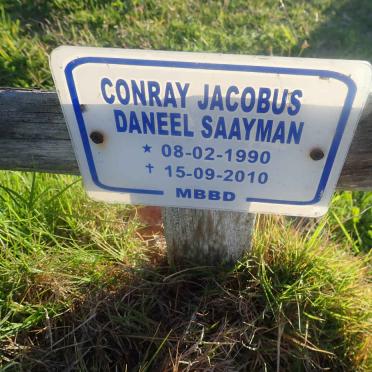 CONRAY JACOBUS
DANEEL SAAYMAN
★ 08-02-1990
✝ 15-09-2010
MBBD